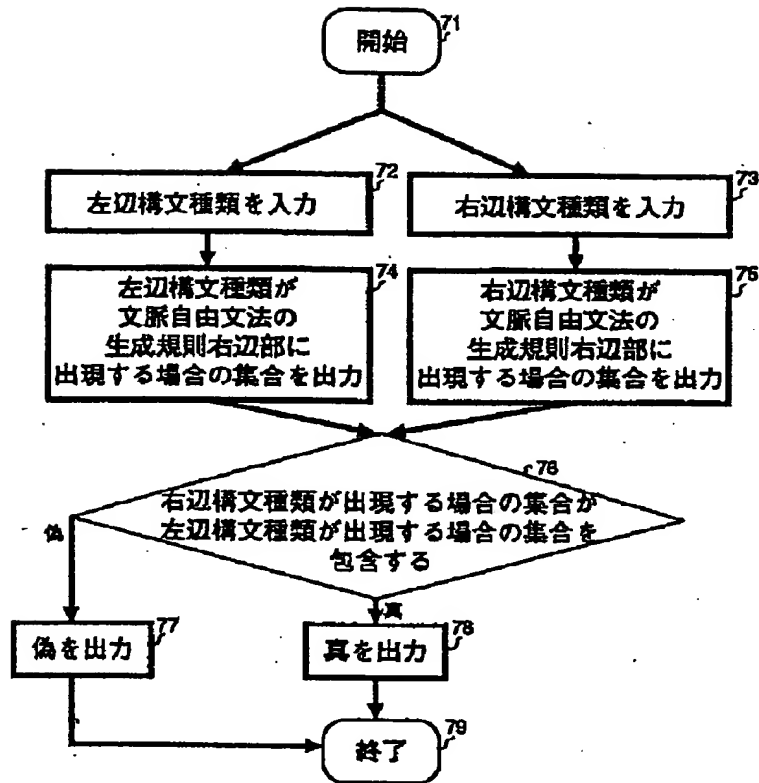 開始
71
72
左辺構文種類を入力
73
右辺構文種類を入力
74
左辺構文種類が
文脈自由文法の
生成規則右辺部に
出現する場合の集合を出力
75
右辺構文種類が
文脈自由文法の
生成規則右辺部に
出現する場合の集合を出力
76
右辺構文種類が出現する場合の集合が
左辺構文種類が出現する場合の集合を
包含する
偽
真
77
偽を出力
78
真を出力
79
終了